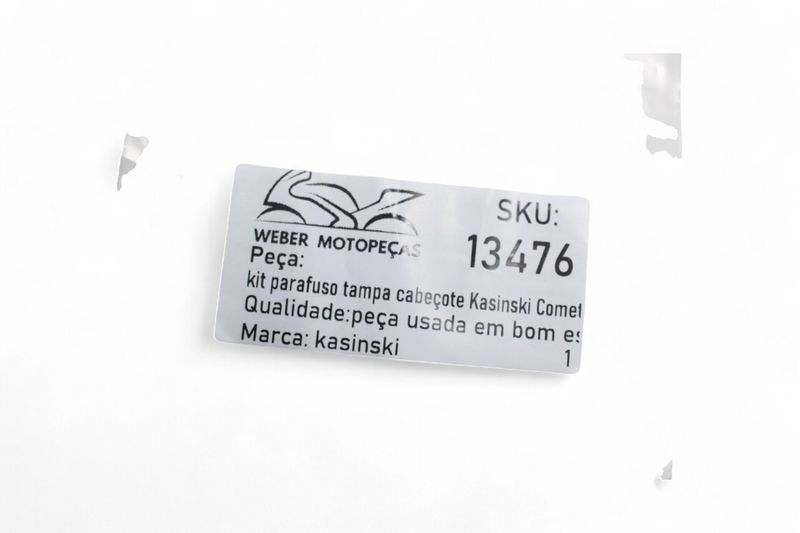 WEBER MOTOPEÇAS
SKU:
13476
Peça:
kit parafuso tampa cabeçote Kasinski Comet
Qualidade:peça usada em bom es
Marca: kasinski
1